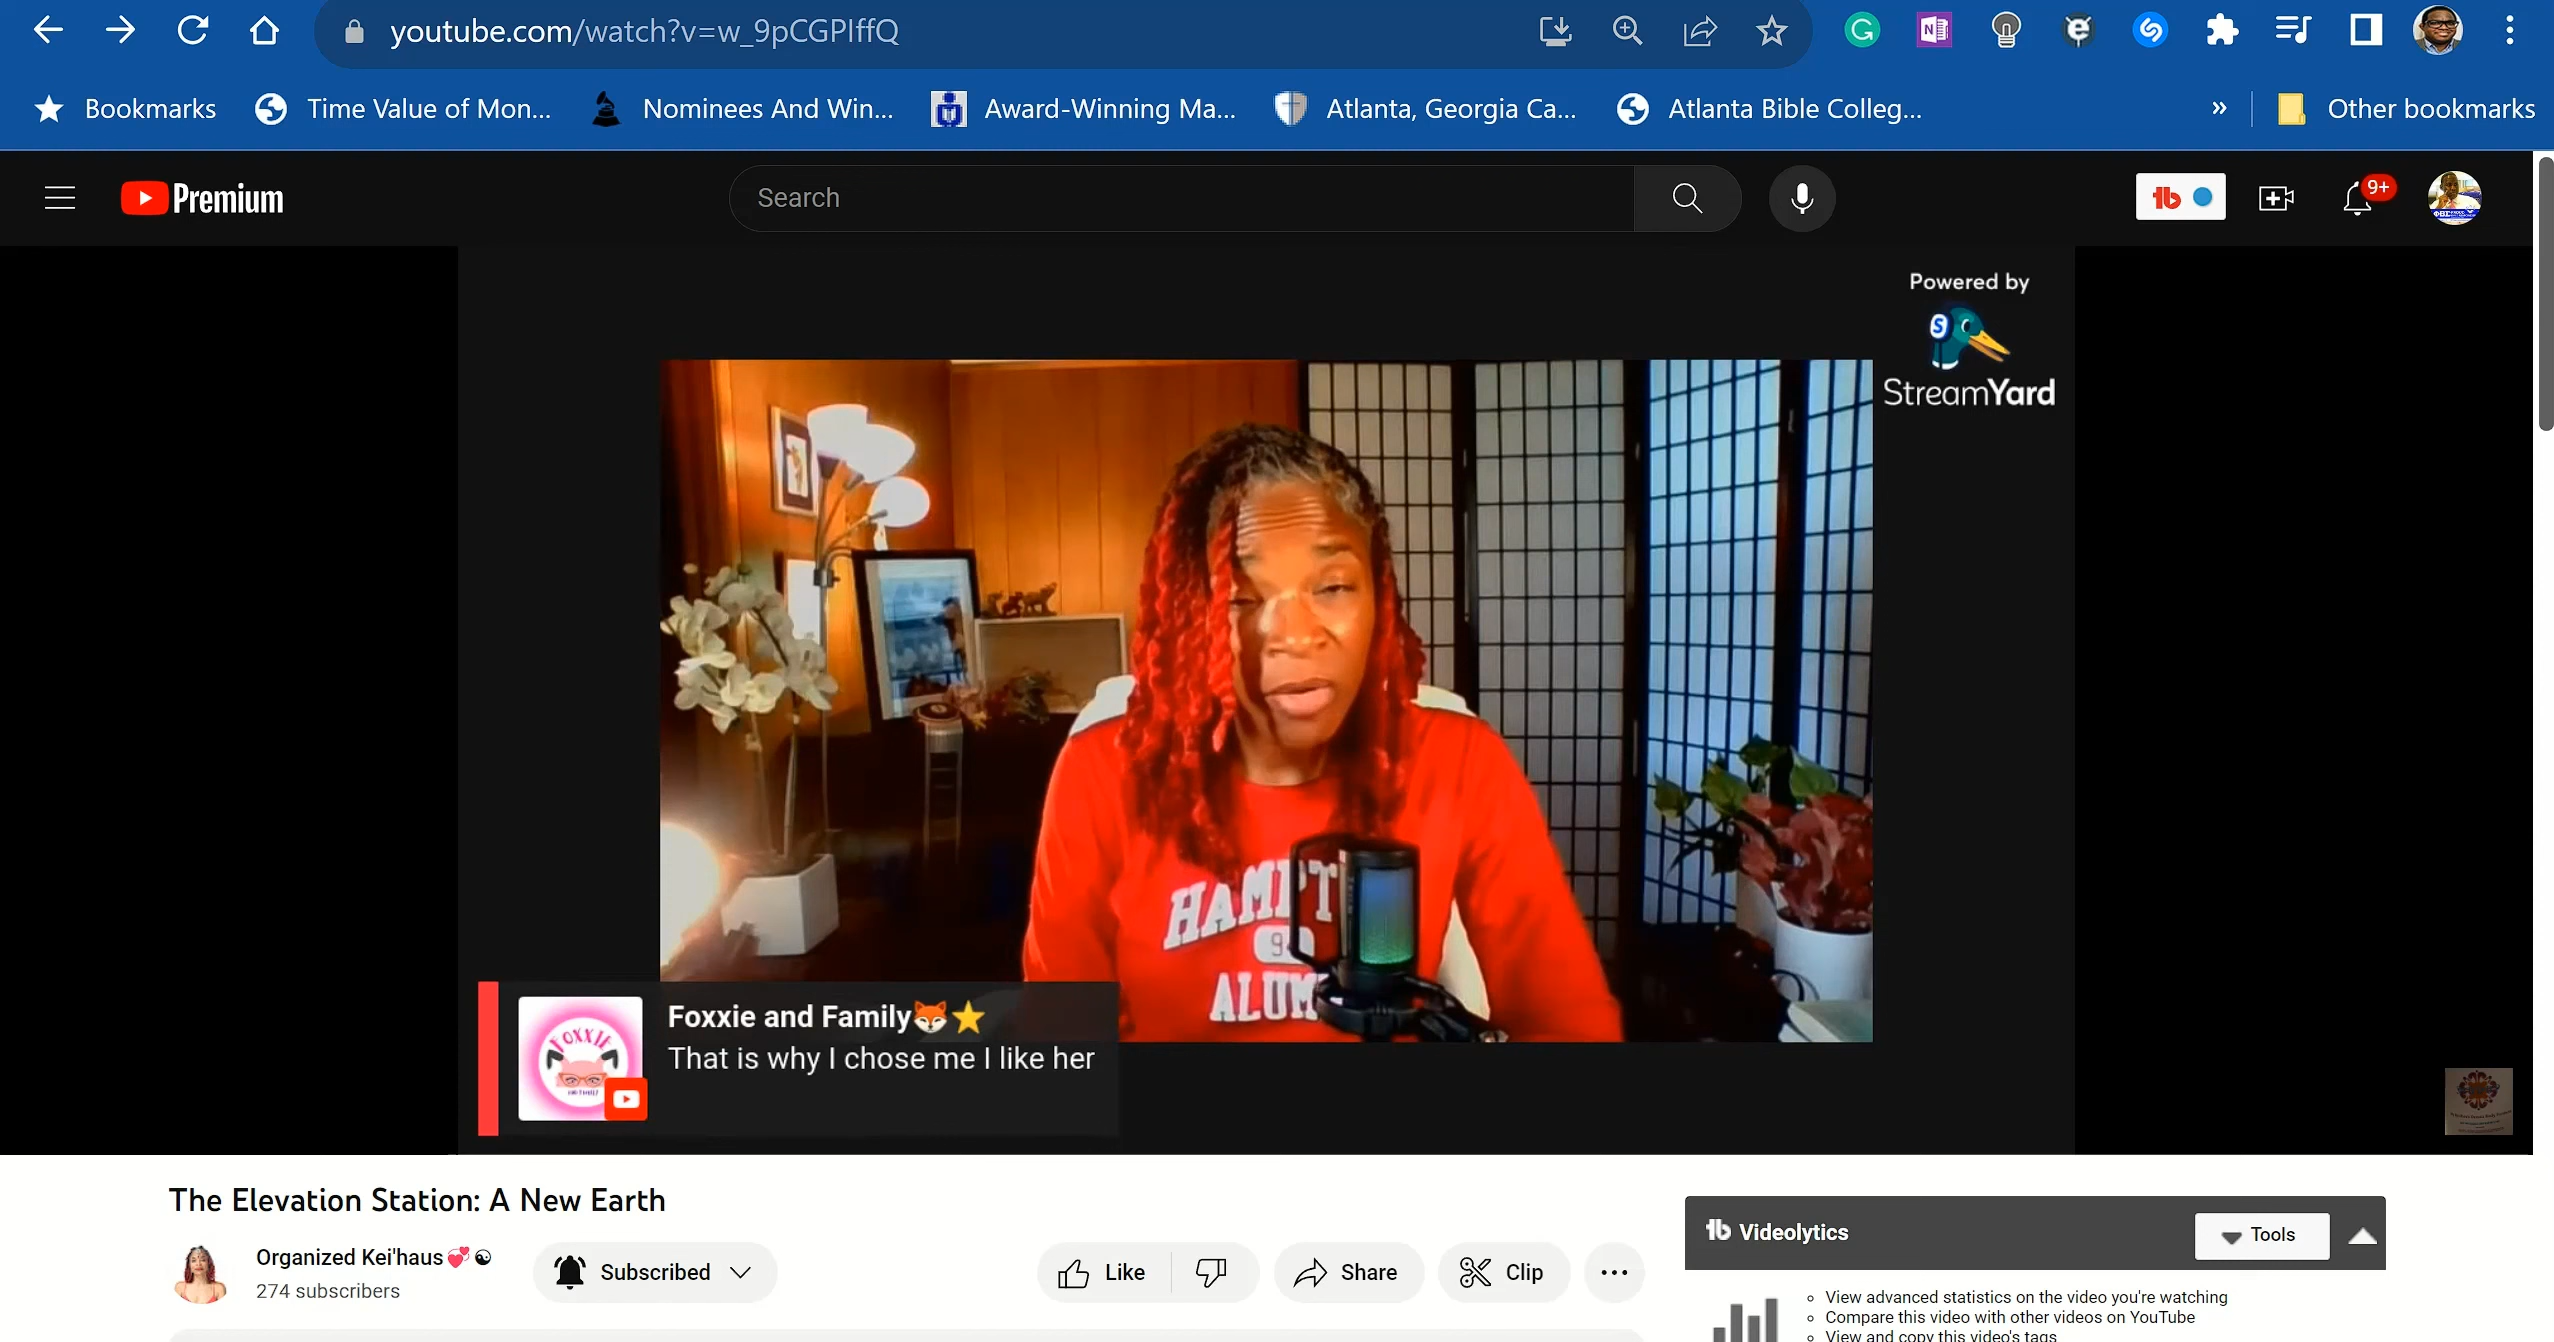 youtube.com/watch?v=w_9pCGPIffQ
Bookmarks
Time Value of Mon...
Nominees And Win...
Award-Winning Ma...
Atlanta, Georgia Ca...
Atlanta Bible Colleg...
»
Other bookmarks
Premium
Search
9+
Powered by
StreamYard
HAMPT
ALUM
FOXXIE
Foxxie and Family🦊⭐
That is why I chose me I like her
The Elevation Station: A New Earth
Organized Kei'haus💞☯
274 subscribers
Subscribed
Like
Share
Clip
Videolytics
Tools
View advanced statistics on the video you're watching
Compare this video with other videos on YouTube
View and copy this video's tags